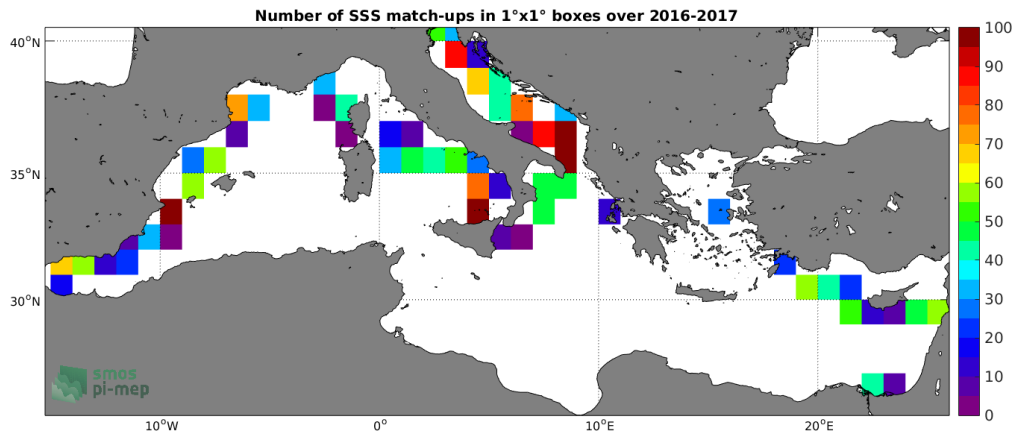 Number of SSS match-ups in 1°x1° boxes over 2016-2017
40°N
35°N
30°N
10°W
0°
10°E
20°E
100
90
80
70
60
50
40
30
20
10
0
smos
pi-mep